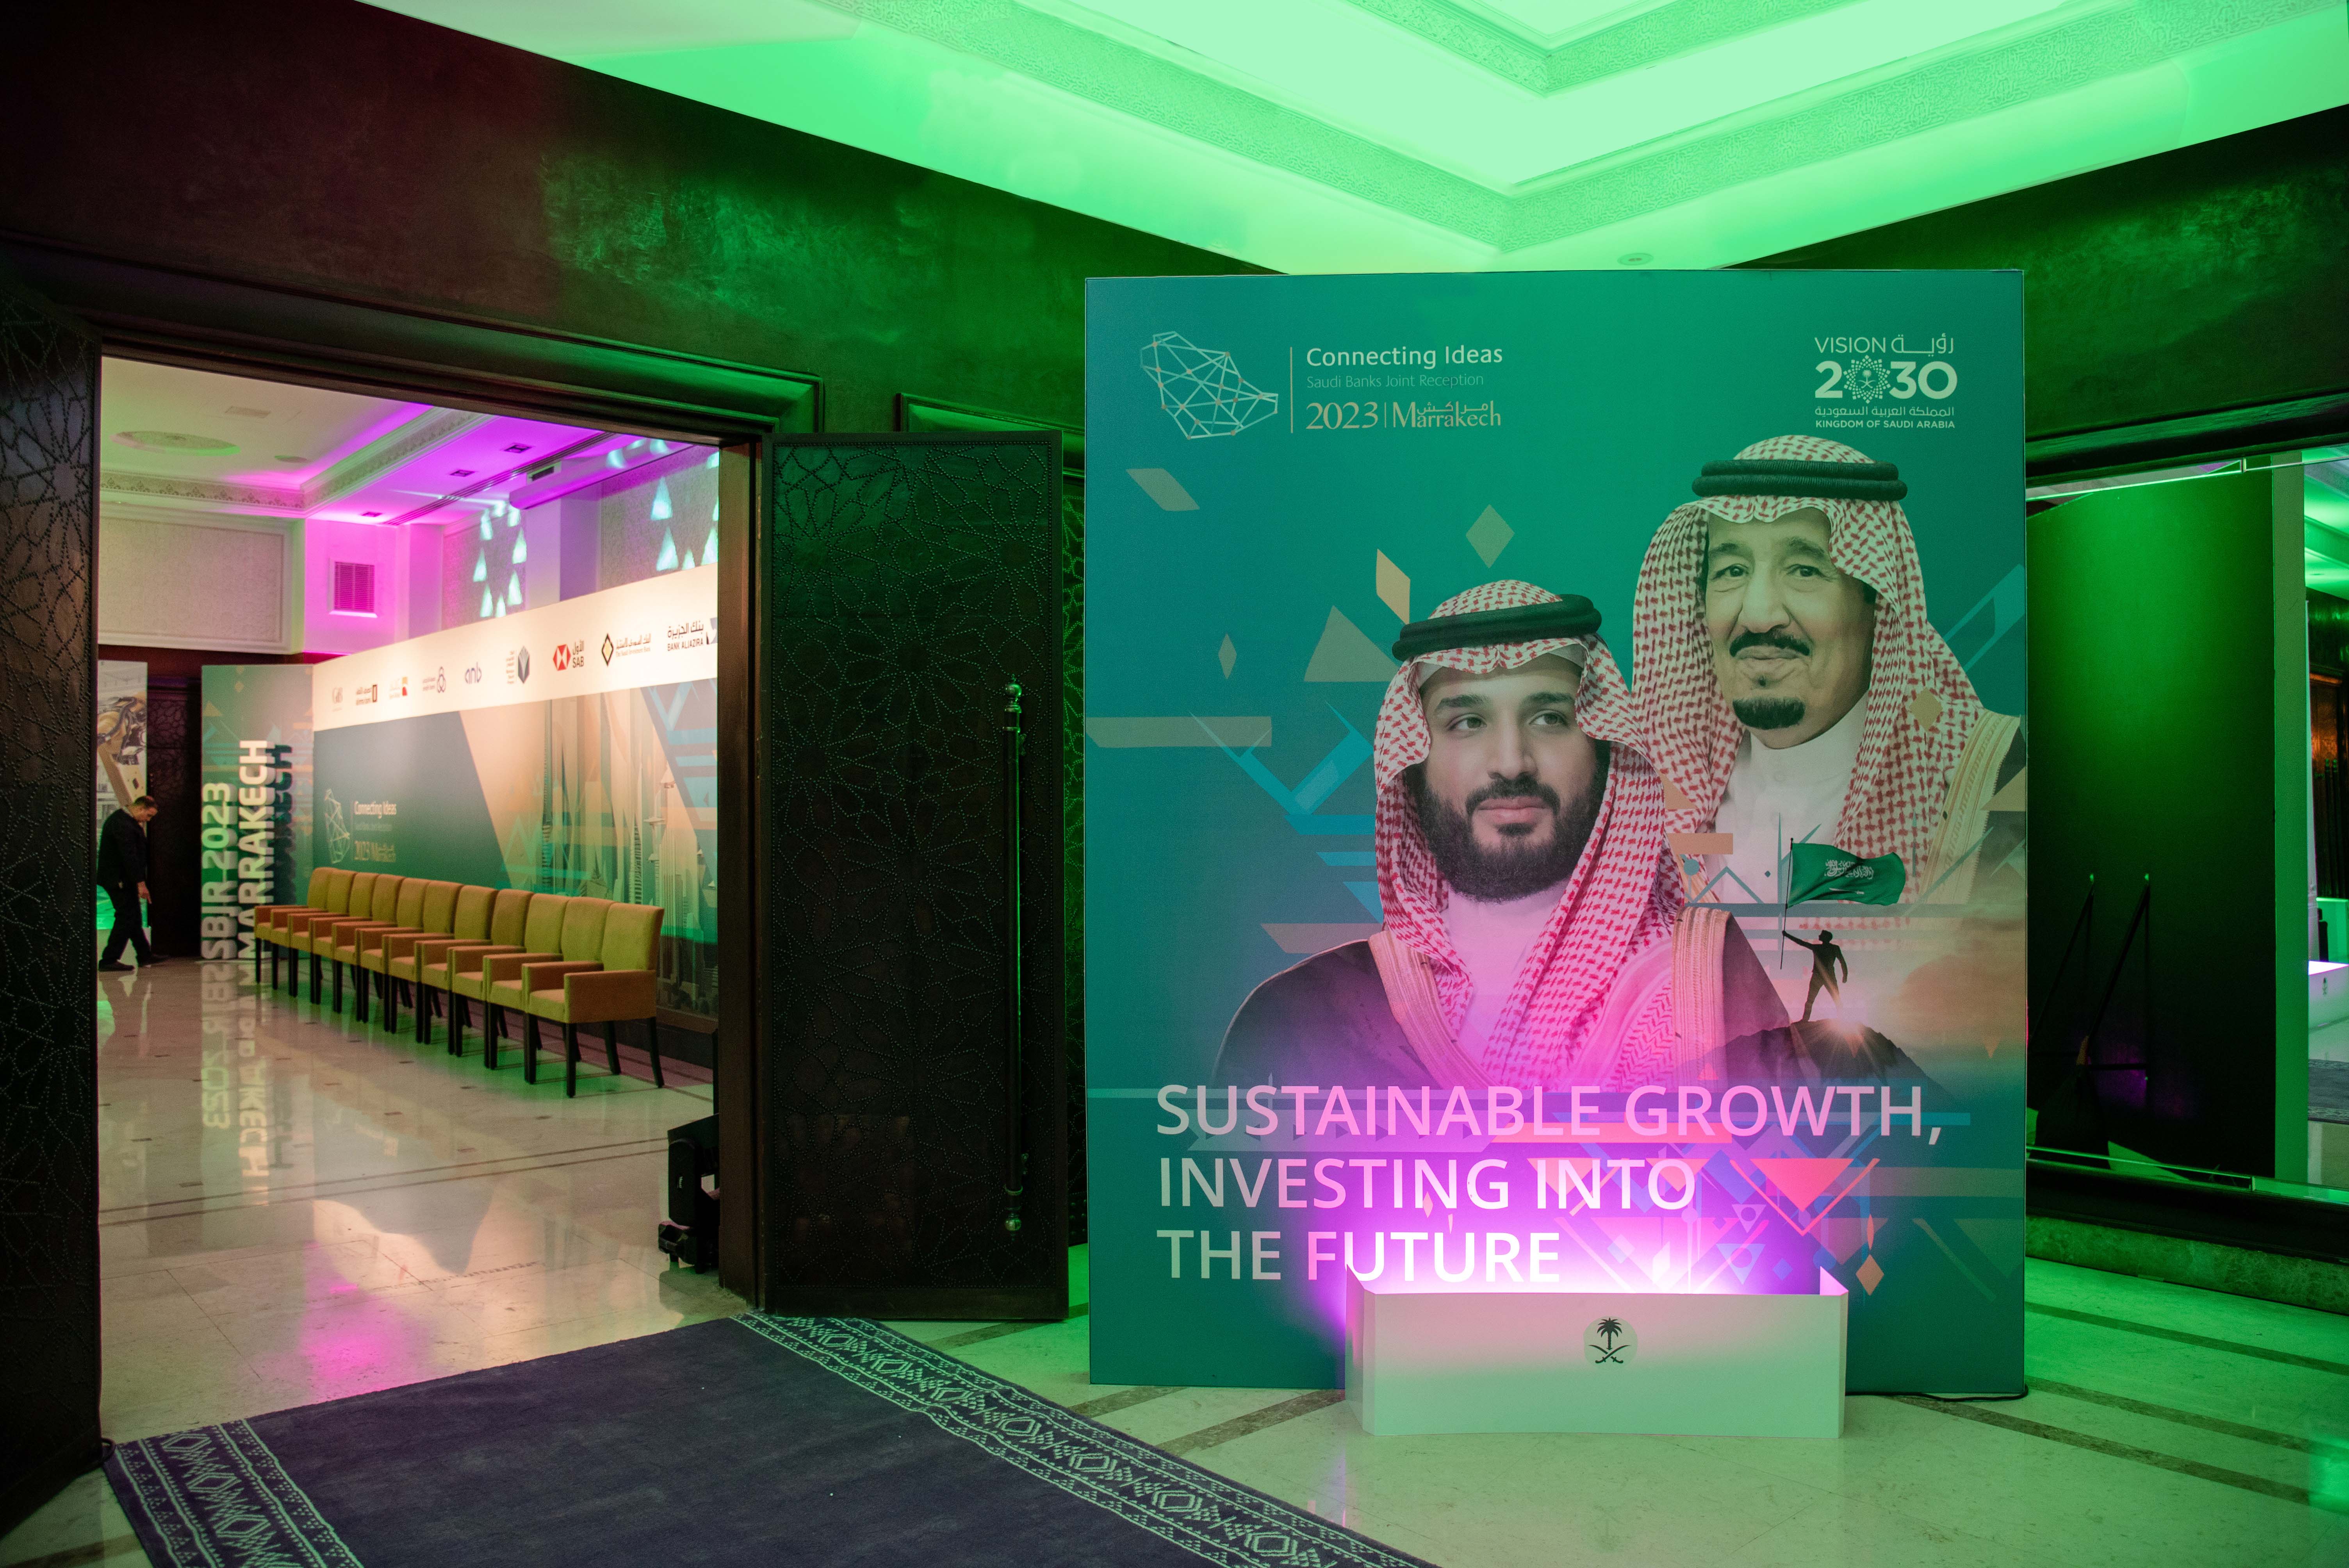 Connecting Ideas
Saudi Banks Joint Reception
2023 | Marrakech مراكش
VISION رؤية
2030
المملكة العربية السعودية
KINGDOM OF SAUDI ARABIA
SUSTAINABLE GROWTH,
INVESTING INTO
THE FUTURE
SBJR 2023
MARRAKECH
anb
الأول
SAB
بنك الجزيرة
BANK ALJAZIRA
Connecting Ideas
2023 Marrakech